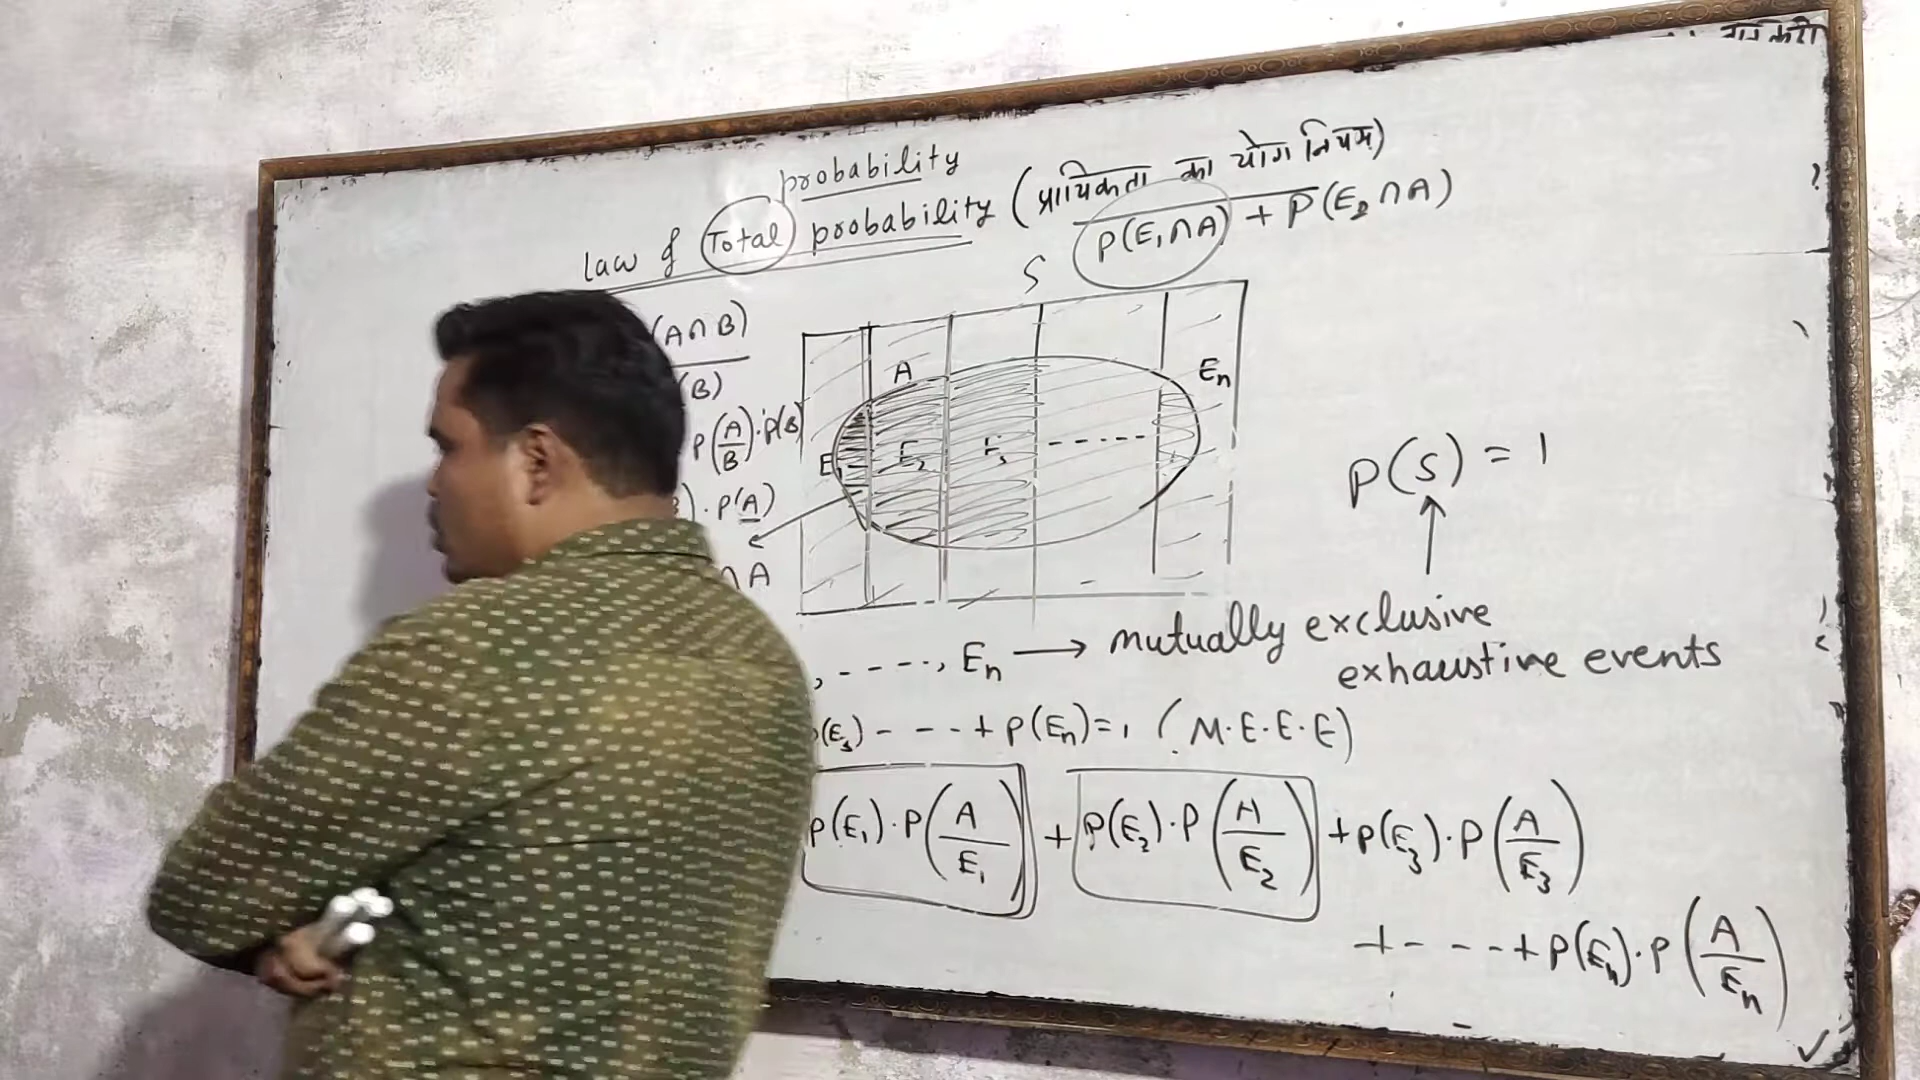 probability
Law of Total probability (प्रायिकता का योग नियम)
P(E₁∩A) + P(E₂∩A)
S
(A∩B)
(B)
A
Eₙ
P(A/B)·P(B)
E₁ E₂ E₃ -----
P(S) = 1
·P(A)
∩A
, ----, Eₙ → mutually exclusive
exhaustive events
(E₃) - - - + P(Eₙ)=1 (M.E.E.E)
P(E₁)·P(A/E₁) + P(E₂)·P(A/E₂) + P(E₃)·P(A/E₃)
+ - - - + P(Eₙ)·P(A/Eₙ)